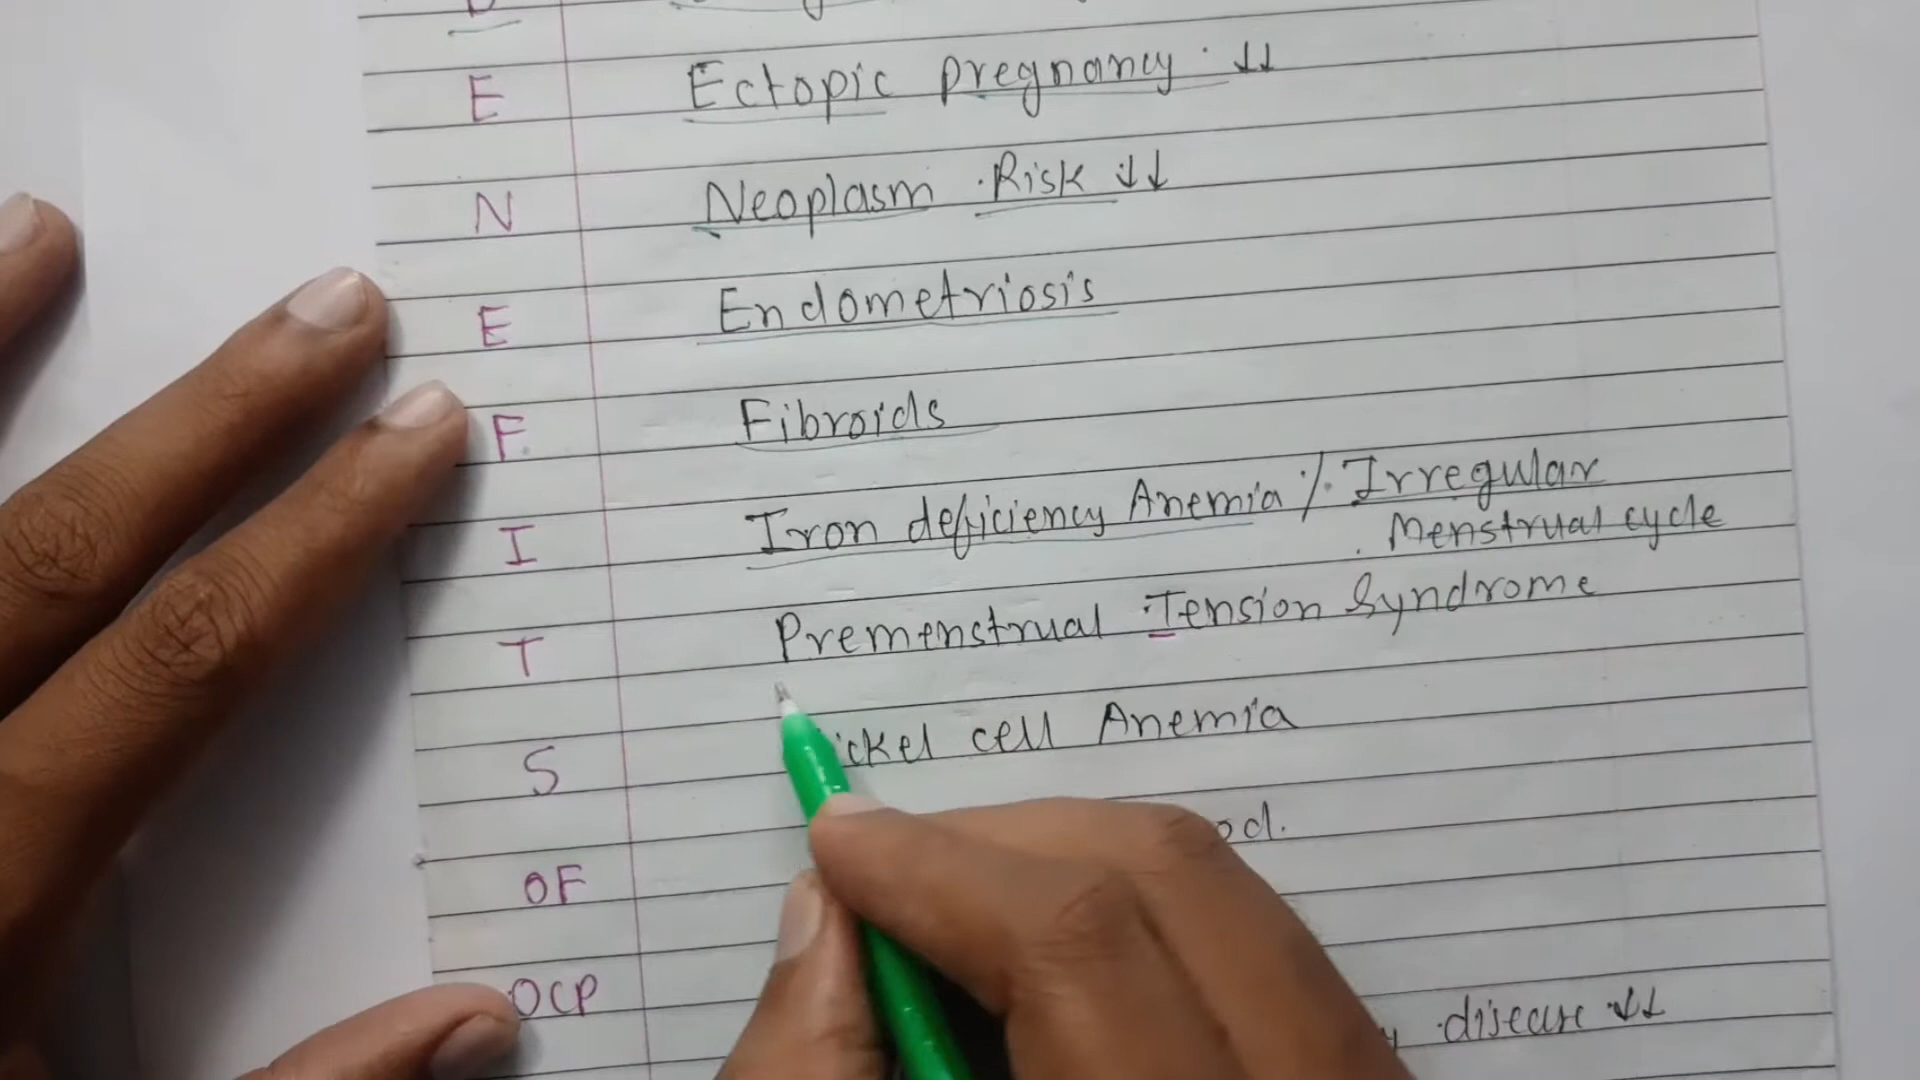 E Ectopic pregnancy ↓↓
N Neoplasm Risk ↓↓
E Endometriosis
F Fibroids
I Iron deficiency Anemia / Irregular
Menstrual cycle
T Premenstrual Tension Syndrome
S ickel cell Anemia
OF od.
OCP disease ↓↓